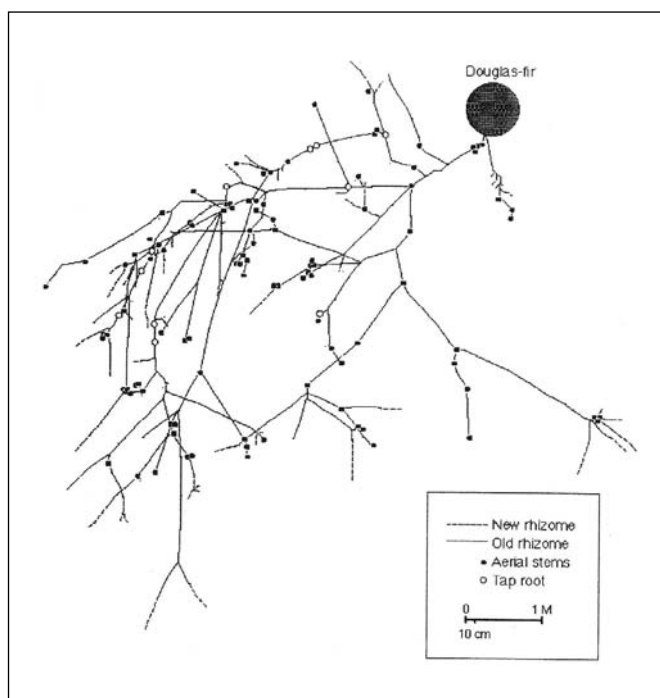 Douglas-fir
New rhizome
Old rhizome
Aerial stems
Tap root
0 1 M
10 cm